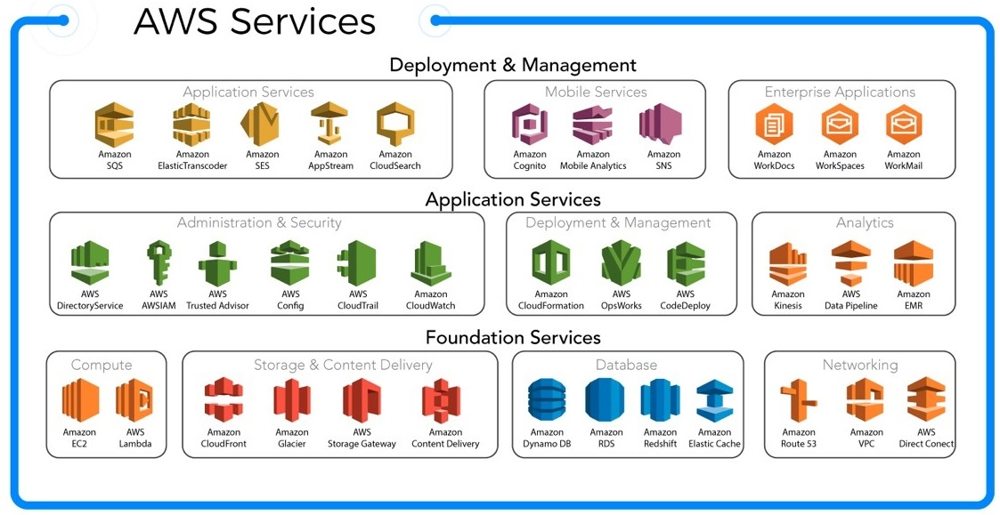 AWS Services
Deployment & Management
Application Services
Amazon
SQS
Amazon
ElasticTranscoder
Amazon
SES
Amazon
AppStream
Amazon
CloudSearch
Mobile Services
Amazon
Cognito
Amazon
Mobile Analytics
Amazon
SNS
Enterprise Applications
Amazon
WorkDocs
Amazon
WorkSpaces
Amazon
WorkMail
Application Services
Administration & Security
AWS
DirectoryService
AWS
AWSIAM
AWS
Trusted Advisor
AWS
Config
AWS
CloudTrail
Amazon
CloudWatch
Deployment & Management
Amazon
CloudFormation
AWS
OpsWorks
AWS
CodeDeploy
Analytics
Amazon
Kinesis
AWS
Data Pipeline
Amazon
EMR
Foundation Services
Compute
Amazon
EC2
AWS
Lambda
Storage & Content Delivery
Amazon
CloudFront
Amazon
Glacier
AWS
Storage Gateway
Amazon
Content Delivery
Database
Amazon
Dynamo DB
Amazon
RDS
Amazon
Redshift
Amazon
Elastic Cache
Networking
Amazon
Route 53
Amazon
VPC
AWS
Direct Conect